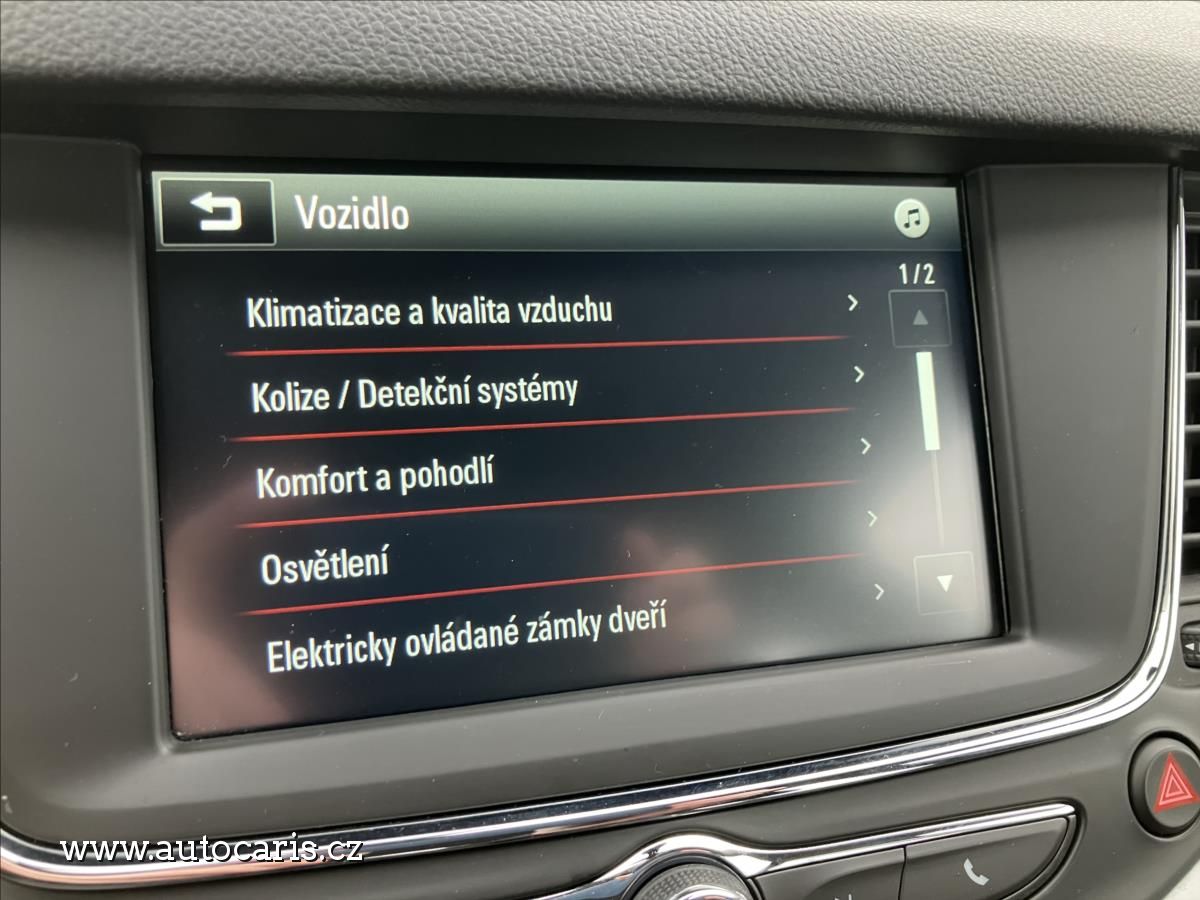 Vozidlo
1/2
Klimatizace a kvalita vzduchu
Kolize / Detekční systémy
Komfort a pohodlí
Osvětlení
Elektricky ovládané zámky dveří
www.autocaris.cz